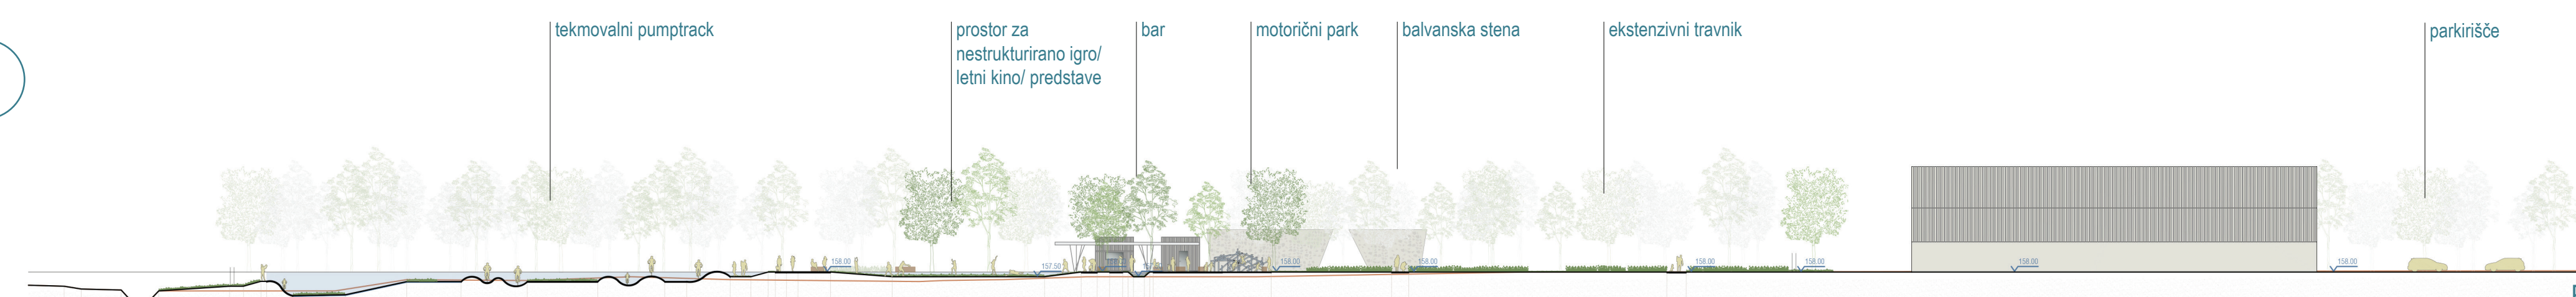 tekmovalni pumptrack
prostor za
nestrukturirano igro/
letni kino/ predstave
bar
motorični park
balvanska stena
ekstenzivni travnik
parkirišče
158.00
157.50
158.00
158.00
158.00
158.00
158.00
158.00